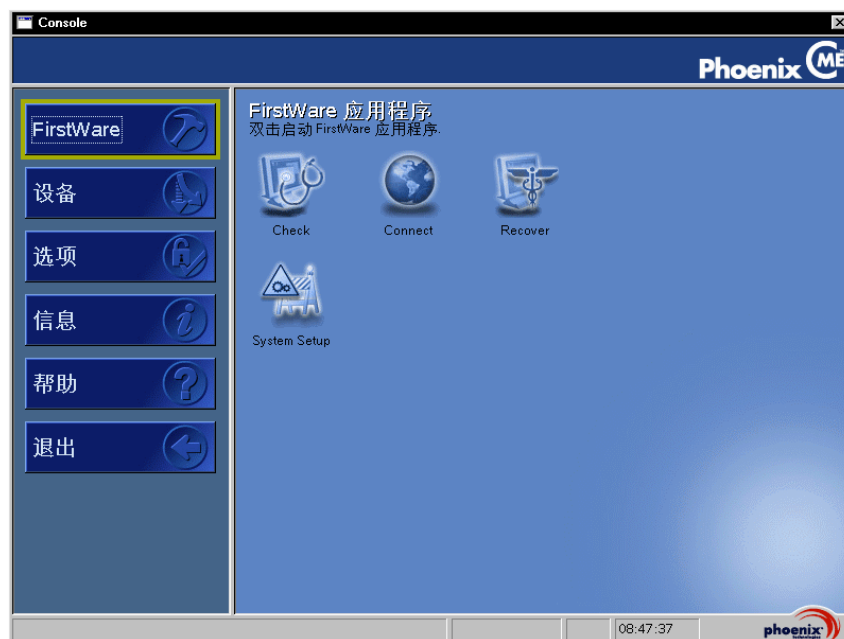 Console
Phoenix cME
FirstWare
设备
选项
信息
帮助
退出
FirstWare 应用程序
双击启动 FirstWare 应用程序.
Check
Connect
Recover
System Setup
08:47:37
phoenix